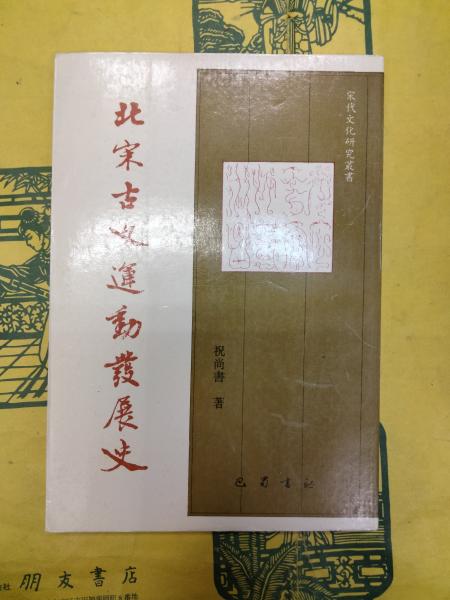 北宋古文運動發展史
宋代文化研究叢書
祝尚書 著
巴蜀書社
社 朋友書店